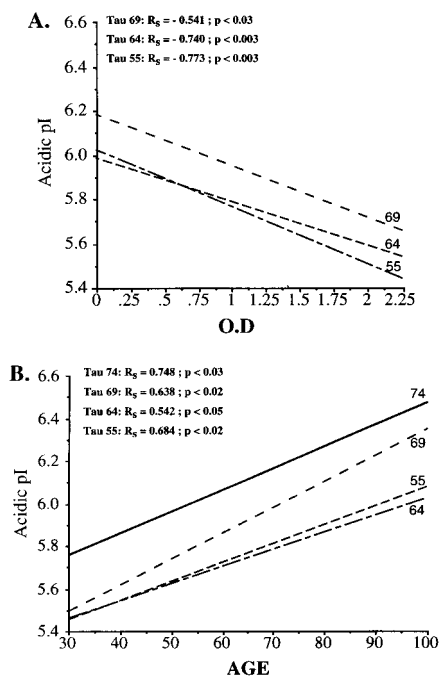 A.
Tau 69: Rs = - 0.541 ; p < 0.03
Tau 64: Rs = - 0.740 ; p < 0.003
Tau 55: Rs = - 0.773 ; p < 0.003
6.6
6.4
6.2
6.0
5.8
5.6
5.4
Acidic pI
69
64
55
0 .25 .5 .75 1 1.25 1.5 1.75 2 2.25
O.D
B.
Tau 74: Rs = 0.748 ; p < 0.03
Tau 69: Rs = 0.638 ; p < 0.02
Tau 64: Rs = 0.542 ; p < 0.05
Tau 55: Rs = 0.684 ; p < 0.02
6.6
6.4
6.2
6.0
5.8
5.6
5.4
Acidic pI
74
69
55
64
30 40 50 60 70 80 90 100
AGE